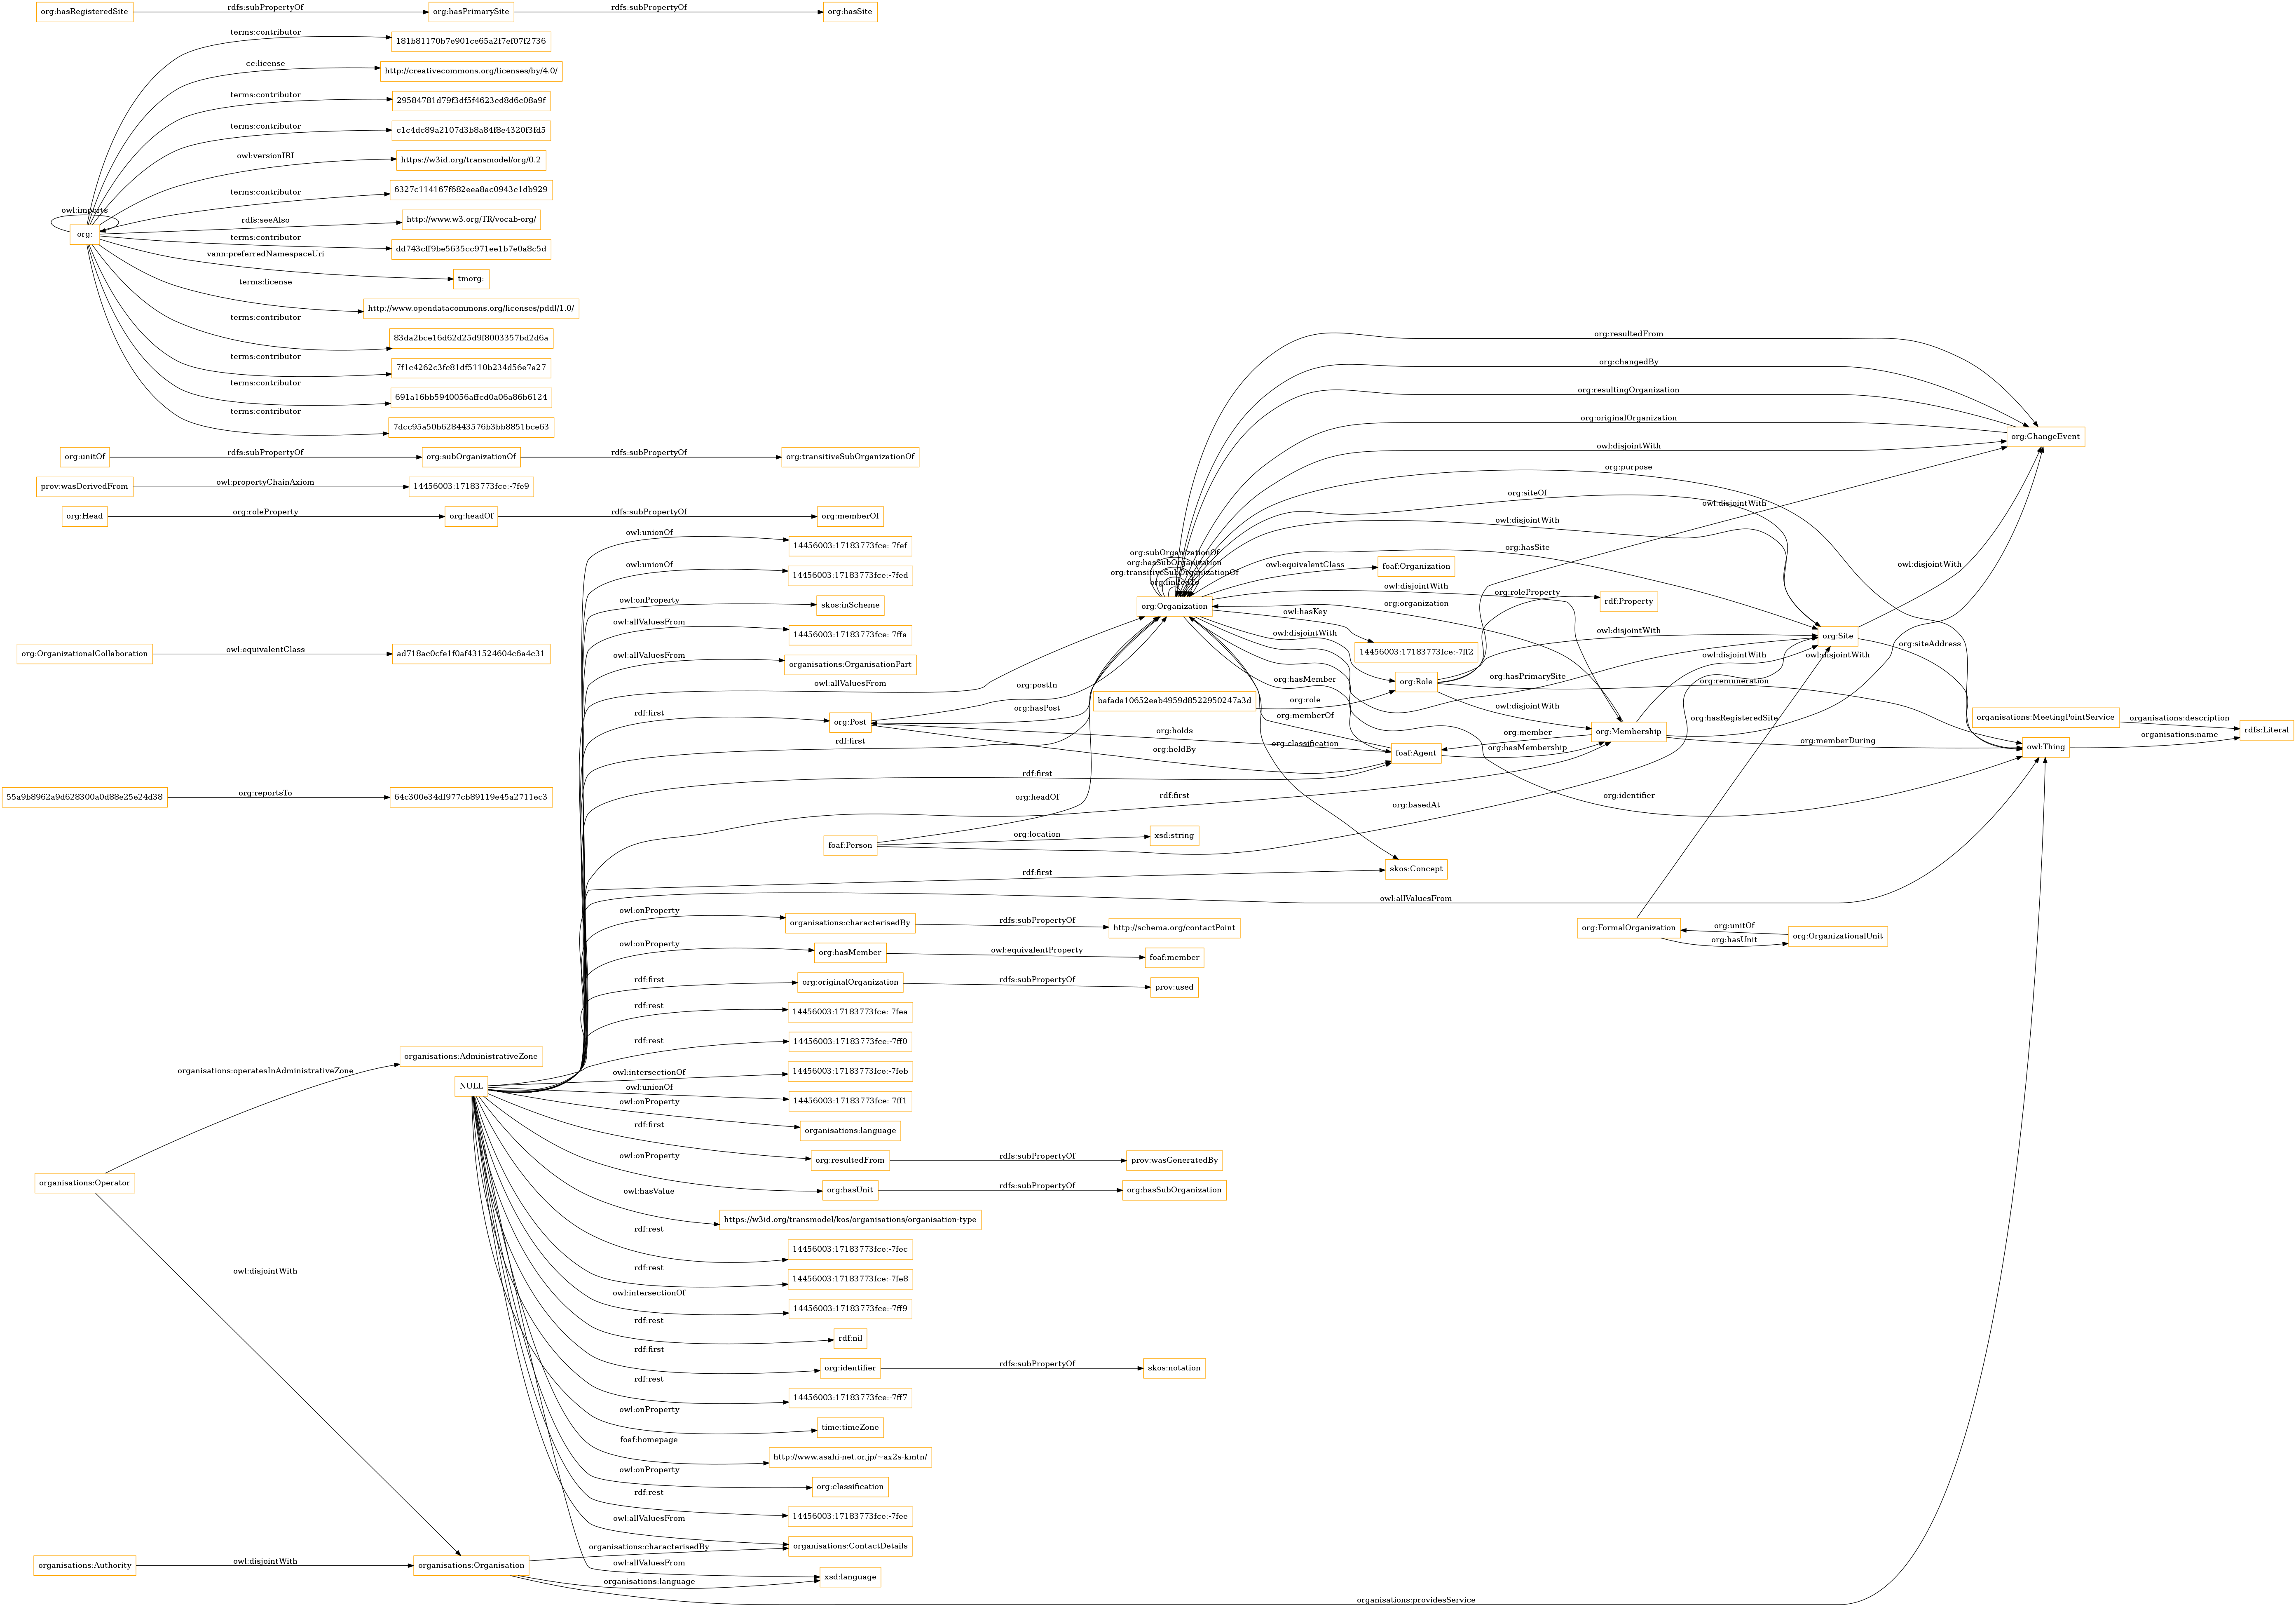 org:hasRegisteredSite
rdfs:subPropertyOf
org:hasPrimarySite
rdfs:subPropertyOf
org:hasSite
terms:contributor
181b81170b7e901ce65a2f7ef07f2736
cc:license
http://creativecommons.org/licenses/by/4.0/
terms:contributor
29584781d79f3df5f4623cd8d6c08a9f
terms:contributor
c1c4dc89a2107d3b8a84f8e4320f3fd5
owl:versionIRI
https://w3id.org/transmodel/org/0.2
terms:contributor
6327c114167f682eea8ac0943c1db929
owl:imports
org:
rdfs:seeAlso
http://www.w3.org/TR/vocab-org/
terms:contributor
dd743cff9be5635cc971ee1b7e0a8c5d
vann:preferredNamespaceUri
tmorg:
terms:license
http://www.opendatacommons.org/licenses/pddl/1.0/
terms:contributor
83da2bce16d62d25d9f8003357bd2d6a
terms:contributor
7f1c4262c3fc81df5110b234d56e7a27
terms:contributor
691a16bb5940056affcd0a06a86b6124
terms:contributor
7dcc95a50b628443576b3bb8851bce63
org:unitOf
rdfs:subPropertyOf
org:subOrganizationOf
rdfs:subPropertyOf
org:transitiveSubOrganizationOf
prov:wasDerivedFrom
owl:propertyChainAxiom
14456003:17183773fce:-7fe9
org:Head
org:roleProperty
org:headOf
rdfs:subPropertyOf
org:memberOf
owl:unionOf
14456003:17183773fce:-7fef
owl:unionOf
14456003:17183773fce:-7fed
owl:onProperty
skos:inScheme
owl:allValuesFrom
14456003:17183773fce:-7ffa
owl:allValuesFrom
organisations:OrganisationPart
owl:allValuesFrom
org:OrganizationalCollaboration
owl:equivalentClass
ad718ac0cfe1f0af431524604c6a4c31
rdf:first
org:Post
rdf:first
55a9b8962a9d628300a0d88e25e24d38
org:reportsTo
64c300e34df977cb89119e45a2711ec3
org:resultedFrom
org:changedBy
org:resultingOrganization
org:originalOrganization
owl:disjointWith
org:ChangeEvent
org:purpose
org:siteOf
owl:disjointWith
owl:disjointWith
org:hasSite
org:subOrganizationOf
org:hasSubOrganization
org:transitiveSubOrganizationOf
org:linkedTo
org:Organization
owl:equivalentClass
foaf:Organization
owl:disjointWith
org:roleProperty
rdf:Property
org:organization
owl:hasKey
14456003:17183773fce:-7ff2
owl:disjointWith
owl:disjointWith
owl:disjointWith
owl:disjointWith
owl:disjointWith
org:Site
org:siteAddress
org:hasMember
org:Role
org:hasPrimarySite
org:remuneration
org:postIn
org:hasPost
bafada10652eab4959d8522950247a3d
org:role
owl:disjointWith
org:memberOf
org:hasRegisteredSite
org:Membership
organisations:MeetingPointService
organisations:description
rdfs:Literal
organisations:name
owl:Thing
org:memberDuring
org:holds
org:heldBy
org:classification
foaf:Agent
org:member
org:hasMembership
rdf:first
rdf:first
org:headOf
org:basedAt
org:identifier
foaf:Person
org:location
xsd:string
rdf:first
skos:Concept
owl:allValuesFrom
owl:onProperty
organisations:characterisedBy
rdfs:subPropertyOf
http://schema.org/contactPoint
org:FormalOrganization
org:unitOf
org:hasUnit
org:OrganizationalUnit
owl:onProperty
org:hasMember
owl:equivalentProperty
foaf:member
rdf:first
org:originalOrganization
rdfs:subPropertyOf
prov:used
rdf:rest
14456003:17183773fce:-7fea
rdf:rest
14456003:17183773fce:-7ff0
organisations:AdministrativeZone
organisations:operatesInAdministrativeZone
NULL
owl:intersectionOf
14456003:17183773fce:-7feb
owl:unionOf
14456003:17183773fce:-7ff1
owl:onProperty
organisations:language
rdf:first
org:resultedFrom
rdfs:subPropertyOf
prov:wasGeneratedBy
organisations:Operator
owl:onProperty
org:hasUnit
rdfs:subPropertyOf
org:hasSubOrganization
owl:hasValue
https://w3id.org/transmodel/kos/organisations/organisation-type
rdf:rest
14456003:17183773fce:-7fec
owl:disjointWith
rdf:rest
14456003:17183773fce:-7fe8
owl:intersectionOf
14456003:17183773fce:-7ff9
rdf:rest
rdf:nil
rdf:first
org:identifier
rdfs:subPropertyOf
skos:notation
rdf:rest
14456003:17183773fce:-7ff7
owl:onProperty
time:timeZone
foaf:homepage
http://www.asahi-net.or.jp/~ax2s-kmtn/
owl:onProperty
org:classification
rdf:rest
14456003:17183773fce:-7fee
owl:allValuesFrom
organisations:ContactDetails
organisations:Authority
owl:disjointWith
organisations:Organisation
organisations:characterisedBy
owl:allValuesFrom
xsd:language
organisations:language
organisations:providesService